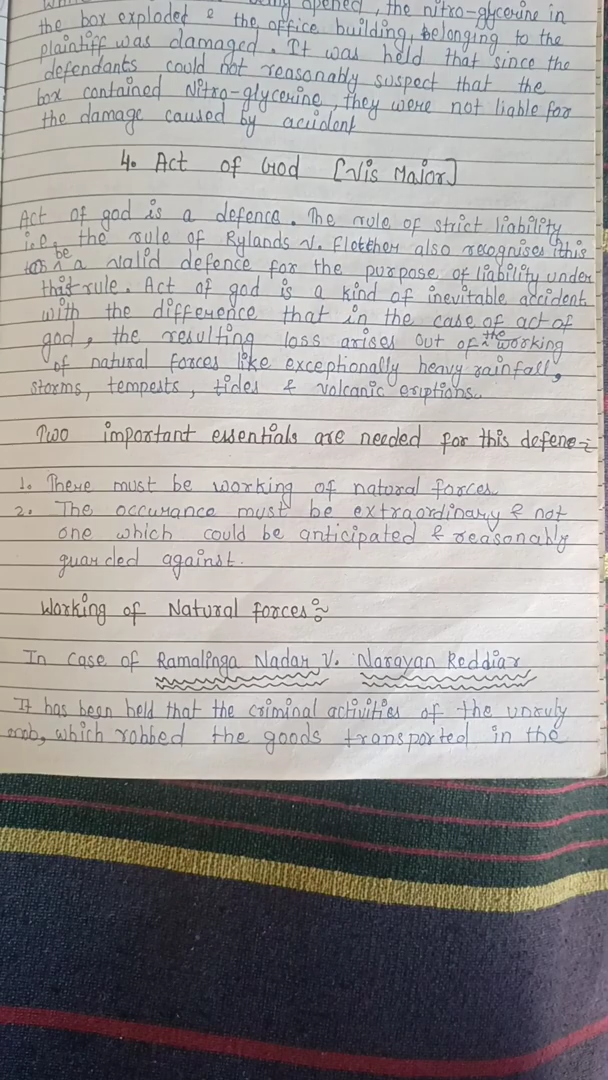 opened, the nitro-glycerine in
the box exploded & the office building, belonging to the
plaintiff was damaged. It was held that since the
defendants could not reasonably suspect that the
box contained Nitro-glycerine, they were not liable for
the damage caused by accident
4. Act of God [Vis Major]
Act of god is a defence. The rule of strict liability
i.e, the rule of Rylands v. Fletcher also recognises this
to be a valid defence for the purpose of liability under
that rule. Act of god is a kind of inevitable accident
with the difference that in the case of act of
god, the resulting loss arises out of the working
of natural forces like exceptionally heavy rainfall,
storms, tempests, tides & volcanic eriptions.
Two important essentials are needed for this defence:
1. There must be working of natural forces
2. The occurance must be extraordinary & not
one which could be anticipated & reasonably
guarded against.
Working of Natural forces:
In case of Ramalinga Nadar V. Narayan Reddiar
It has been held that the criminal activities of the unruly
mob, which robbed the goods transported in the